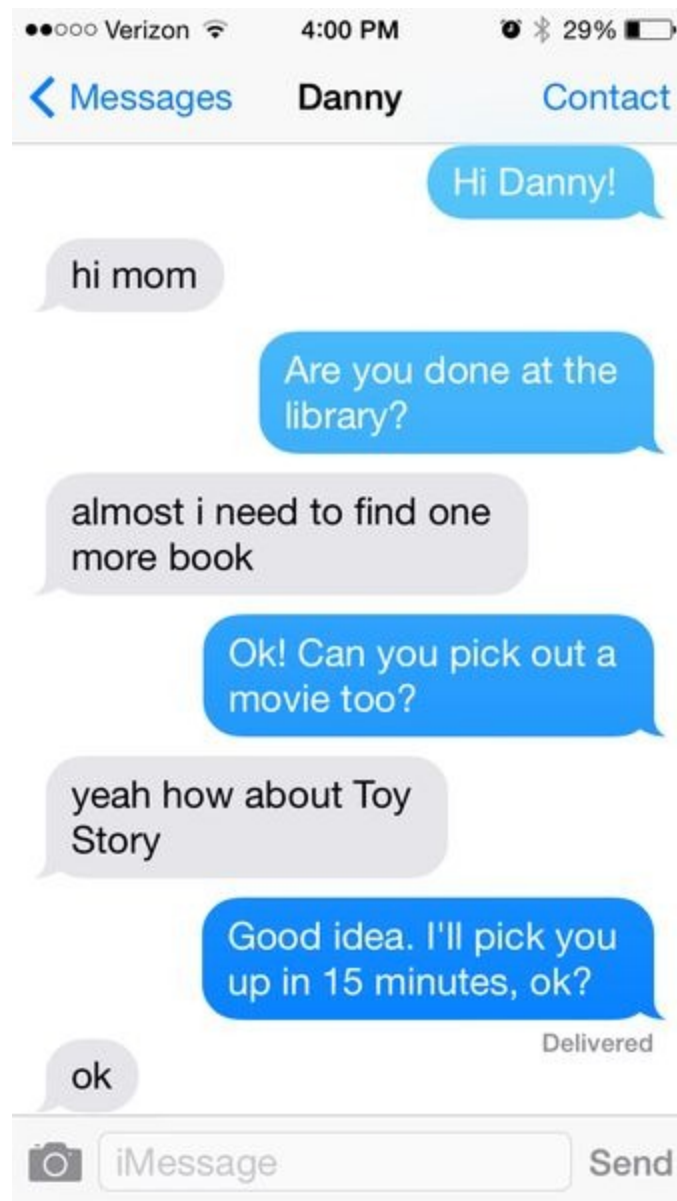 Verizon 4:00 PM 29%
Messages Danny Contact
Hi Danny!
hi mom
Are you done at the
library?
almost i need to find one
more book
Ok! Can you pick out a
movie too?
yeah how about Toy
Story
Good idea. I'll pick you
up in 15 minutes, ok?
Delivered
ok
iMessage Send